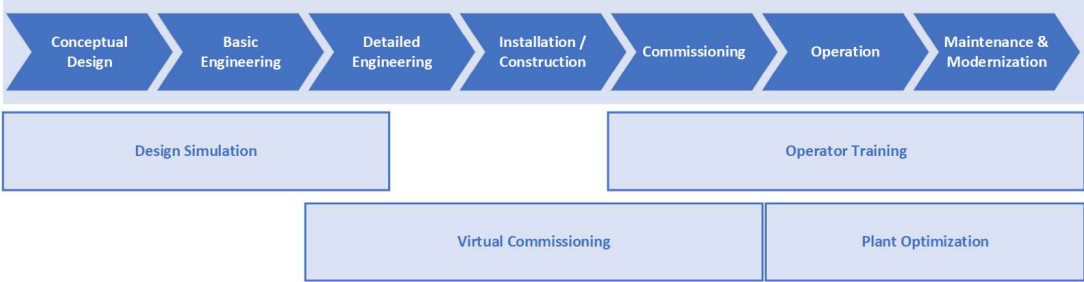 Conceptual
Design
Basic
Engineering
Detailed
Engineering
Installation /
Construction
Commissioning
Operation
Maintenance &
Modernization
Design Simulation
Operator Training
Virtual Commissioning
Plant Optimization